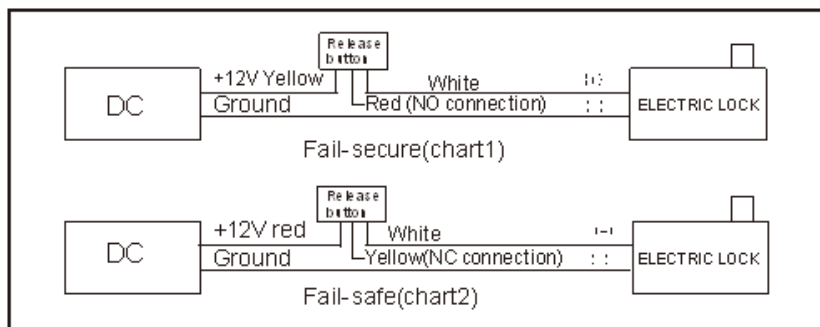 Release
button
+12V Yellow
White
DC
Ground
Red (NO connection)
ELECTRIC LOCK
Fail-secure(chart1)
Release
button
+12V red
White
DC
Ground
Yellow(NC connection)
ELECTRIC LOCK
Fail-safe(chart2)